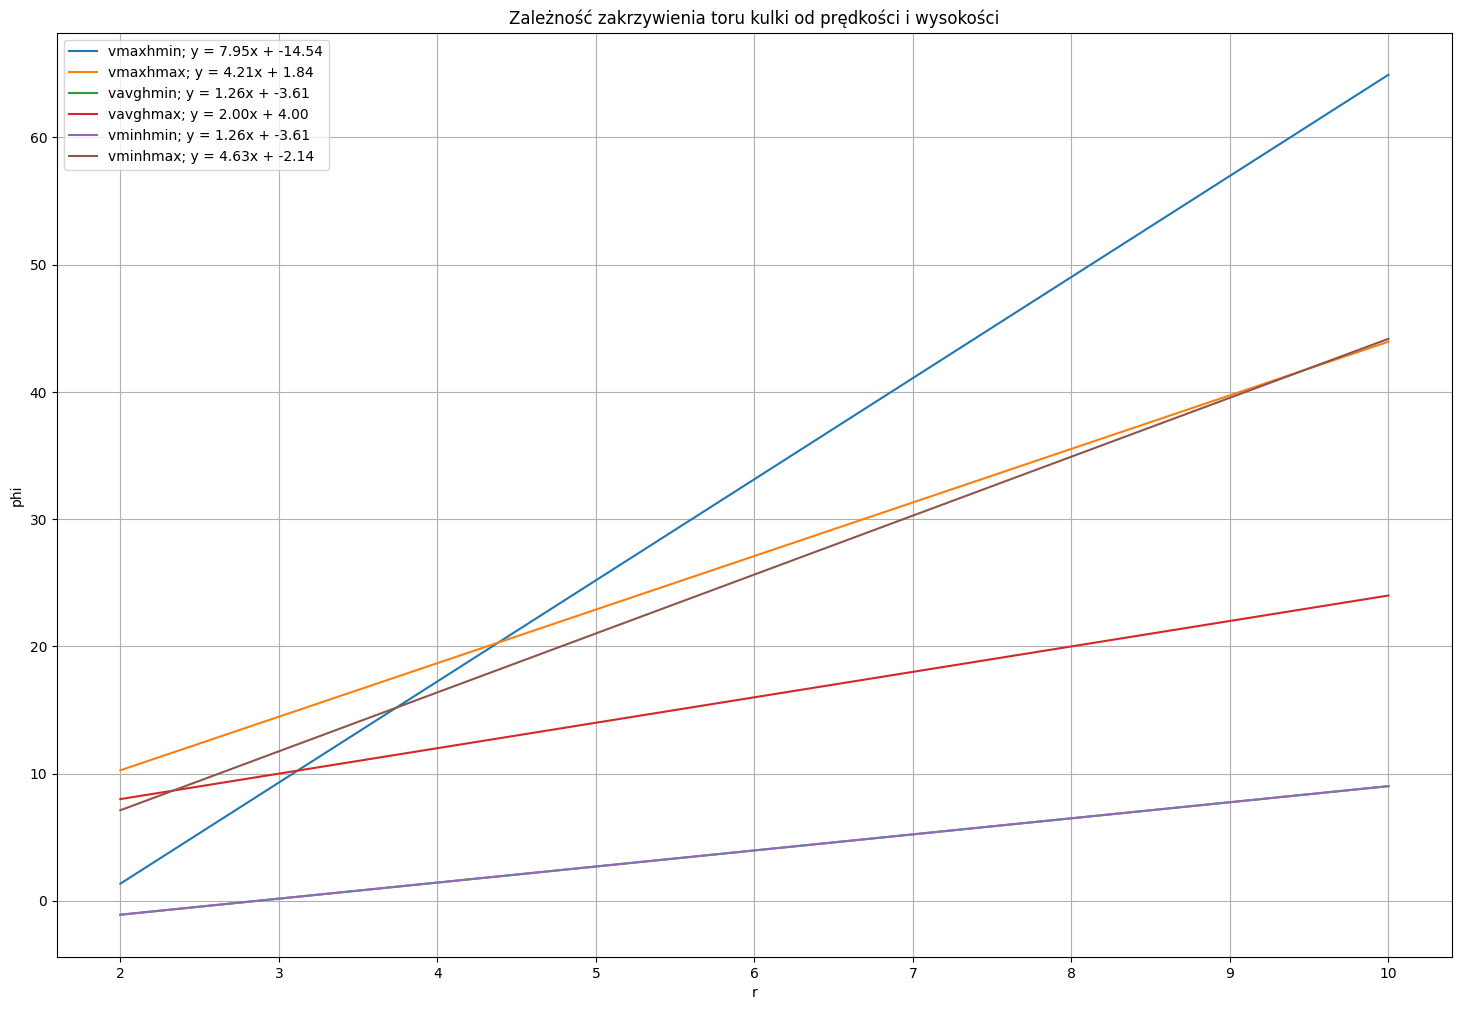 Zależność zakrzywienia toru kulki od prędkości i wysokości
vmaxhmin; y = 7.95x + -14.54
vmaxhmax; y = 4.21x + 1.84
vavghmin; y = 1.26x + -3.61
vavghmax; y = 2.00x + 4.00
vminhmin; y = 1.26x + -3.61
vminhmax; y = 4.63x + -2.14
60
50
40
30
20
10
0
phi
2 3 4 5 6 7 8 9 10
r